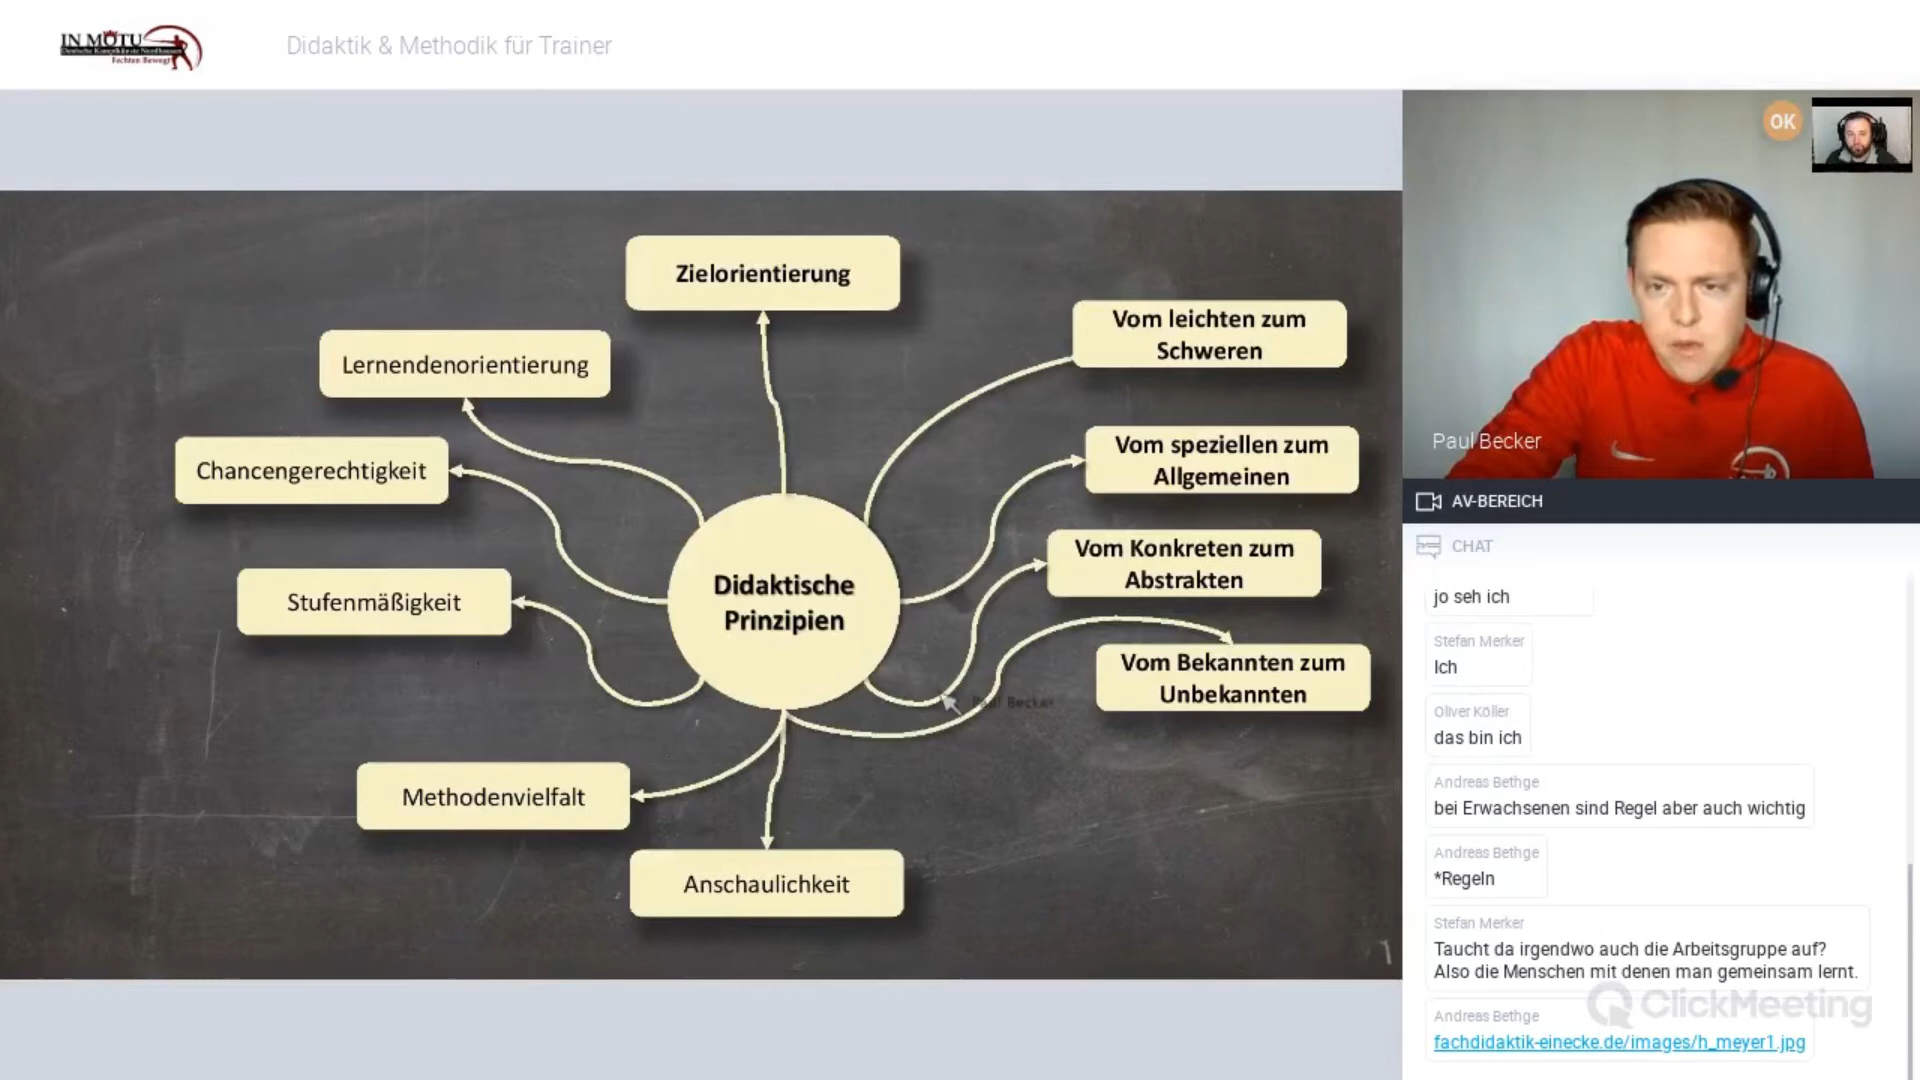 IN MOTU
Fechten Bewegt
Didaktik & Methodik für Trainer
Zielorientierung
Vom leichten zum
Schweren
Lernendenorientierung
Vom speziellen zum
Allgemeinen
Chancengerechtigkeit
Vom Konkreten zum
Abstrakten
Didaktische
Prinzipien
Stufenmäßigkeit
Vom Bekannten zum
Unbekannten
Paul Becker
Methodenvielfalt
Anschaulichkeit
OK
Paul Becker
AV-BEREICH
CHAT
jo seh ich
Stefan Merker
Ich
Oliver Köller
das bin ich
Andreas Bethge
bei Erwachsenen sind Regel aber auch wichtig
Andreas Bethge
*Regeln
Stefan Merker
Taucht da irgendwo auch die Arbeitsgruppe auf?
Also die Menschen mit denen man gemeinsam lernt.
ClickMeeting
Andreas Bethge
fachdidaktik-einecke.de/images/h_meyer1.jpg